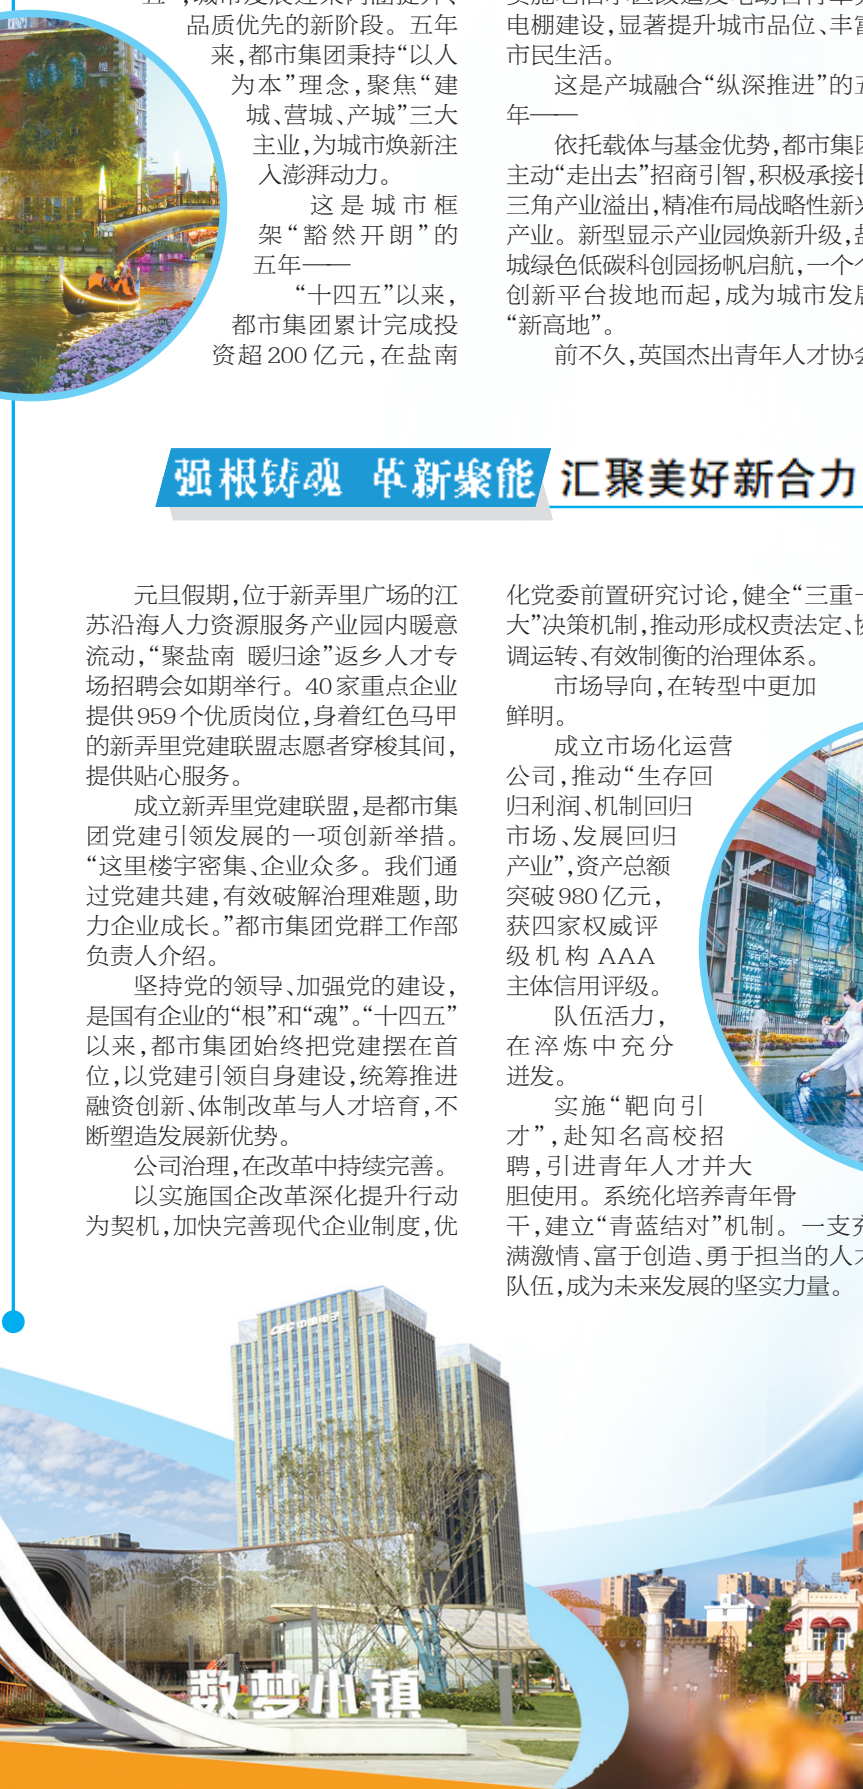 五”，城市发展迈来内涵提升、
品质优先的新阶段。五年
来，都市集团秉持“以人
为本”理念，聚焦“建
城、营城、产城”三大
主业，为城市焕新注
入澎湃动力。
这是城市框
架“豁然开朗”的
五年——
“十四五”以来，
都市集团累计完成投
资超200亿元，在盐南
电棚建设，显著提升城市品位、丰富
市民生活。
这是产城融合“纵深推进”的五
年——
依托载体与基金优势，都市集团
主动“走出去”招商引智，积极承接长
三角产业溢出，精准布局战略性新兴
产业。新型显示产业园焕新升级，盐
城绿色低碳科创园扬帆启航，一个个
创新平台拔地而起，成为城市发展
“新高地”。
前不久，英国杰出青年人才协会
强根铸魂 革新聚能 汇聚美好新合力
元旦假期，位于新弄里广场的江
苏沿海人力资源服务产业园内暖意
流动，“聚盐南 暖归途”返乡人才专
场招聘会如期举行。40家重点企业
提供959个优质岗位，身着红色马甲
的新弄里党建联盟志愿者穿梭其间，
提供贴心服务。
成立新弄里党建联盟，是都市集
团党建引领发展的一项创新举措。
“这里楼宇密集、企业众多。我们通
过党建共建，有效破解治理难题，助
力企业成长。”都市集团党群工作部
负责人介绍。
坚持党的领导、加强党的建设，
是国有企业的“根”和“魂”。“十四五”
以来，都市集团始终把党建摆在首
位，以党建引领自身建设，统筹推进
融资创新、体制改革与人才培育，不
断塑造发展新优势。
公司治理，在改革中持续完善。
以实施国企改革深化提升行动
为契机，加快完善现代企业制度，优
化党委前置研究讨论，健全“三重一
大”决策机制，推动形成权责法定、协
调运转、有效制衡的治理体系。
市场导向，在转型中更加
鲜明。
成立市场化运营
公司，推动“生存回
归利润、机制回归
市场、发展回归
产业”，资产总额
突破980亿元，
获四家权威评
级机构AAA
主体信用评级。
队伍活力，
在淬炼中充分
迸发。
实施“靶向引
才”，赴知名高校招
聘，引进青年人才并大
胆使用。系统化培养青年骨
干，建立“青蓝结对”机制。一支充
满激情、富于创造、勇于担当的人才
队伍，成为未来发展的坚实力量。
CEC 中国电子
数梦小镇